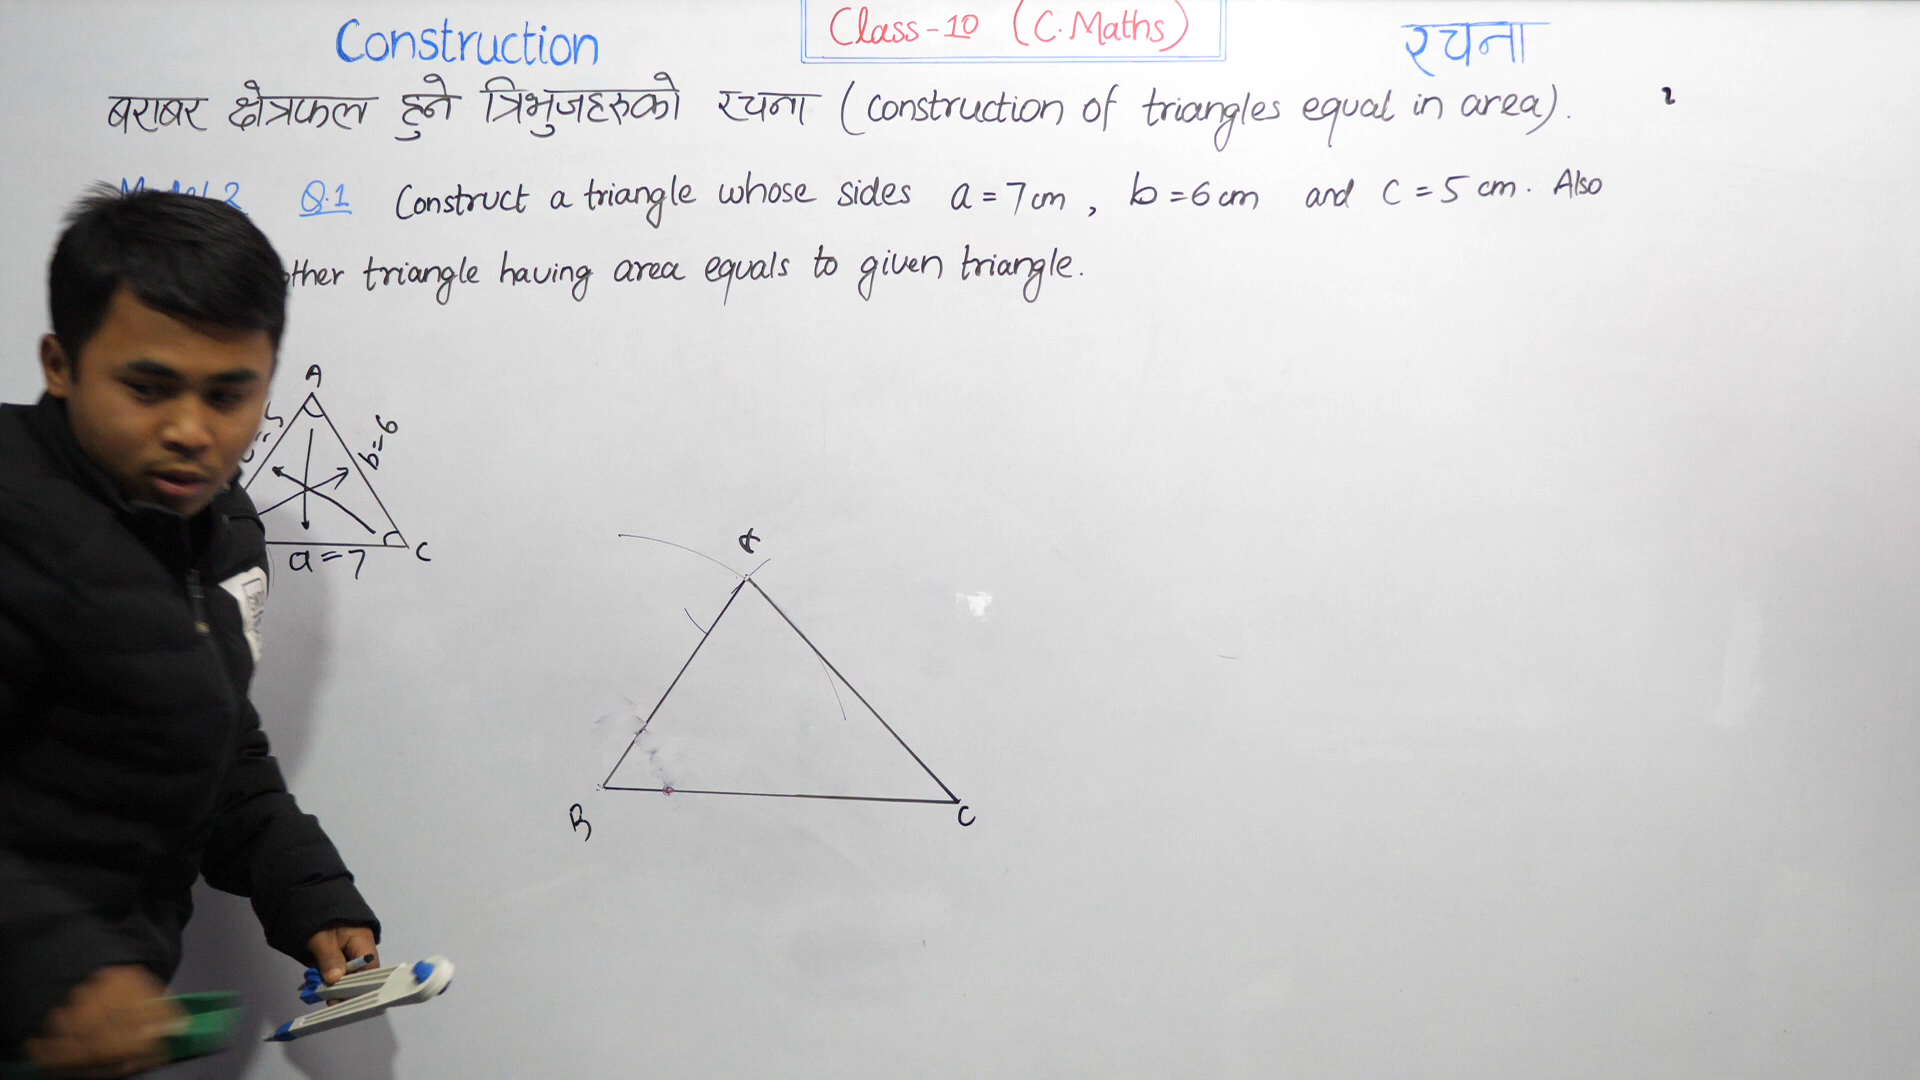 Construction
Class-10 (C.Maths)
रचना
बराबर क्षेत्रफल हुने त्रिभुजहरुको रचना (construction of triangles equal in area).
2
Q.1 Construct a triangle whose sides a = 7 cm , b = 6 cm and c = 5 cm. Also
triangle having area equals to given triangle.
A
b=6
a=7
C
A
B
C